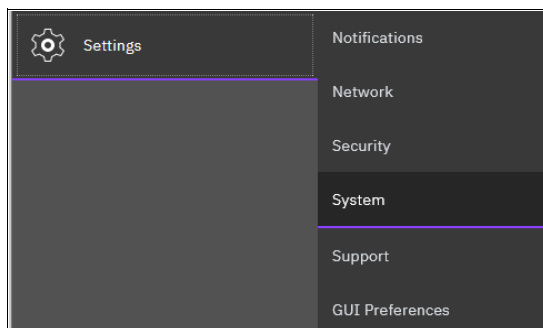 Settings
Notifications
Network
Security
System
Support
GUI Preferences